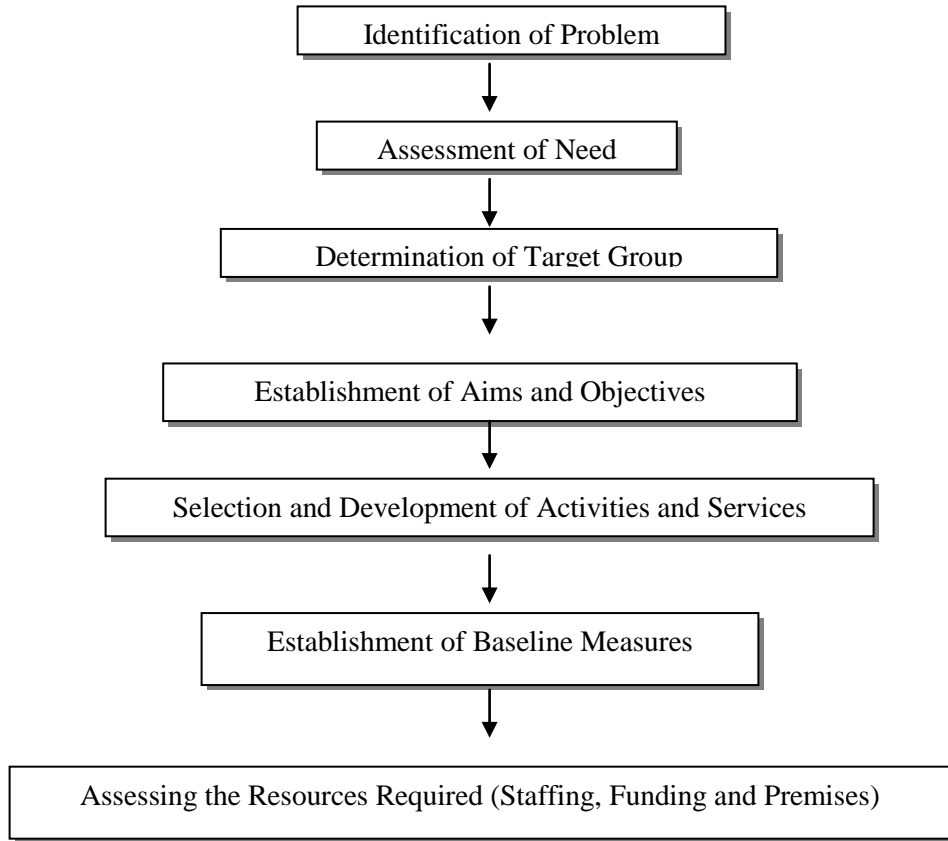 Identification of Problem
Assessment of Need
Determination of Target Group
Establishment of Aims and Objectives
Selection and Development of Activities and Services
Establishment of Baseline Measures
Assessing the Resources Required (Staffing, Funding and Premises)